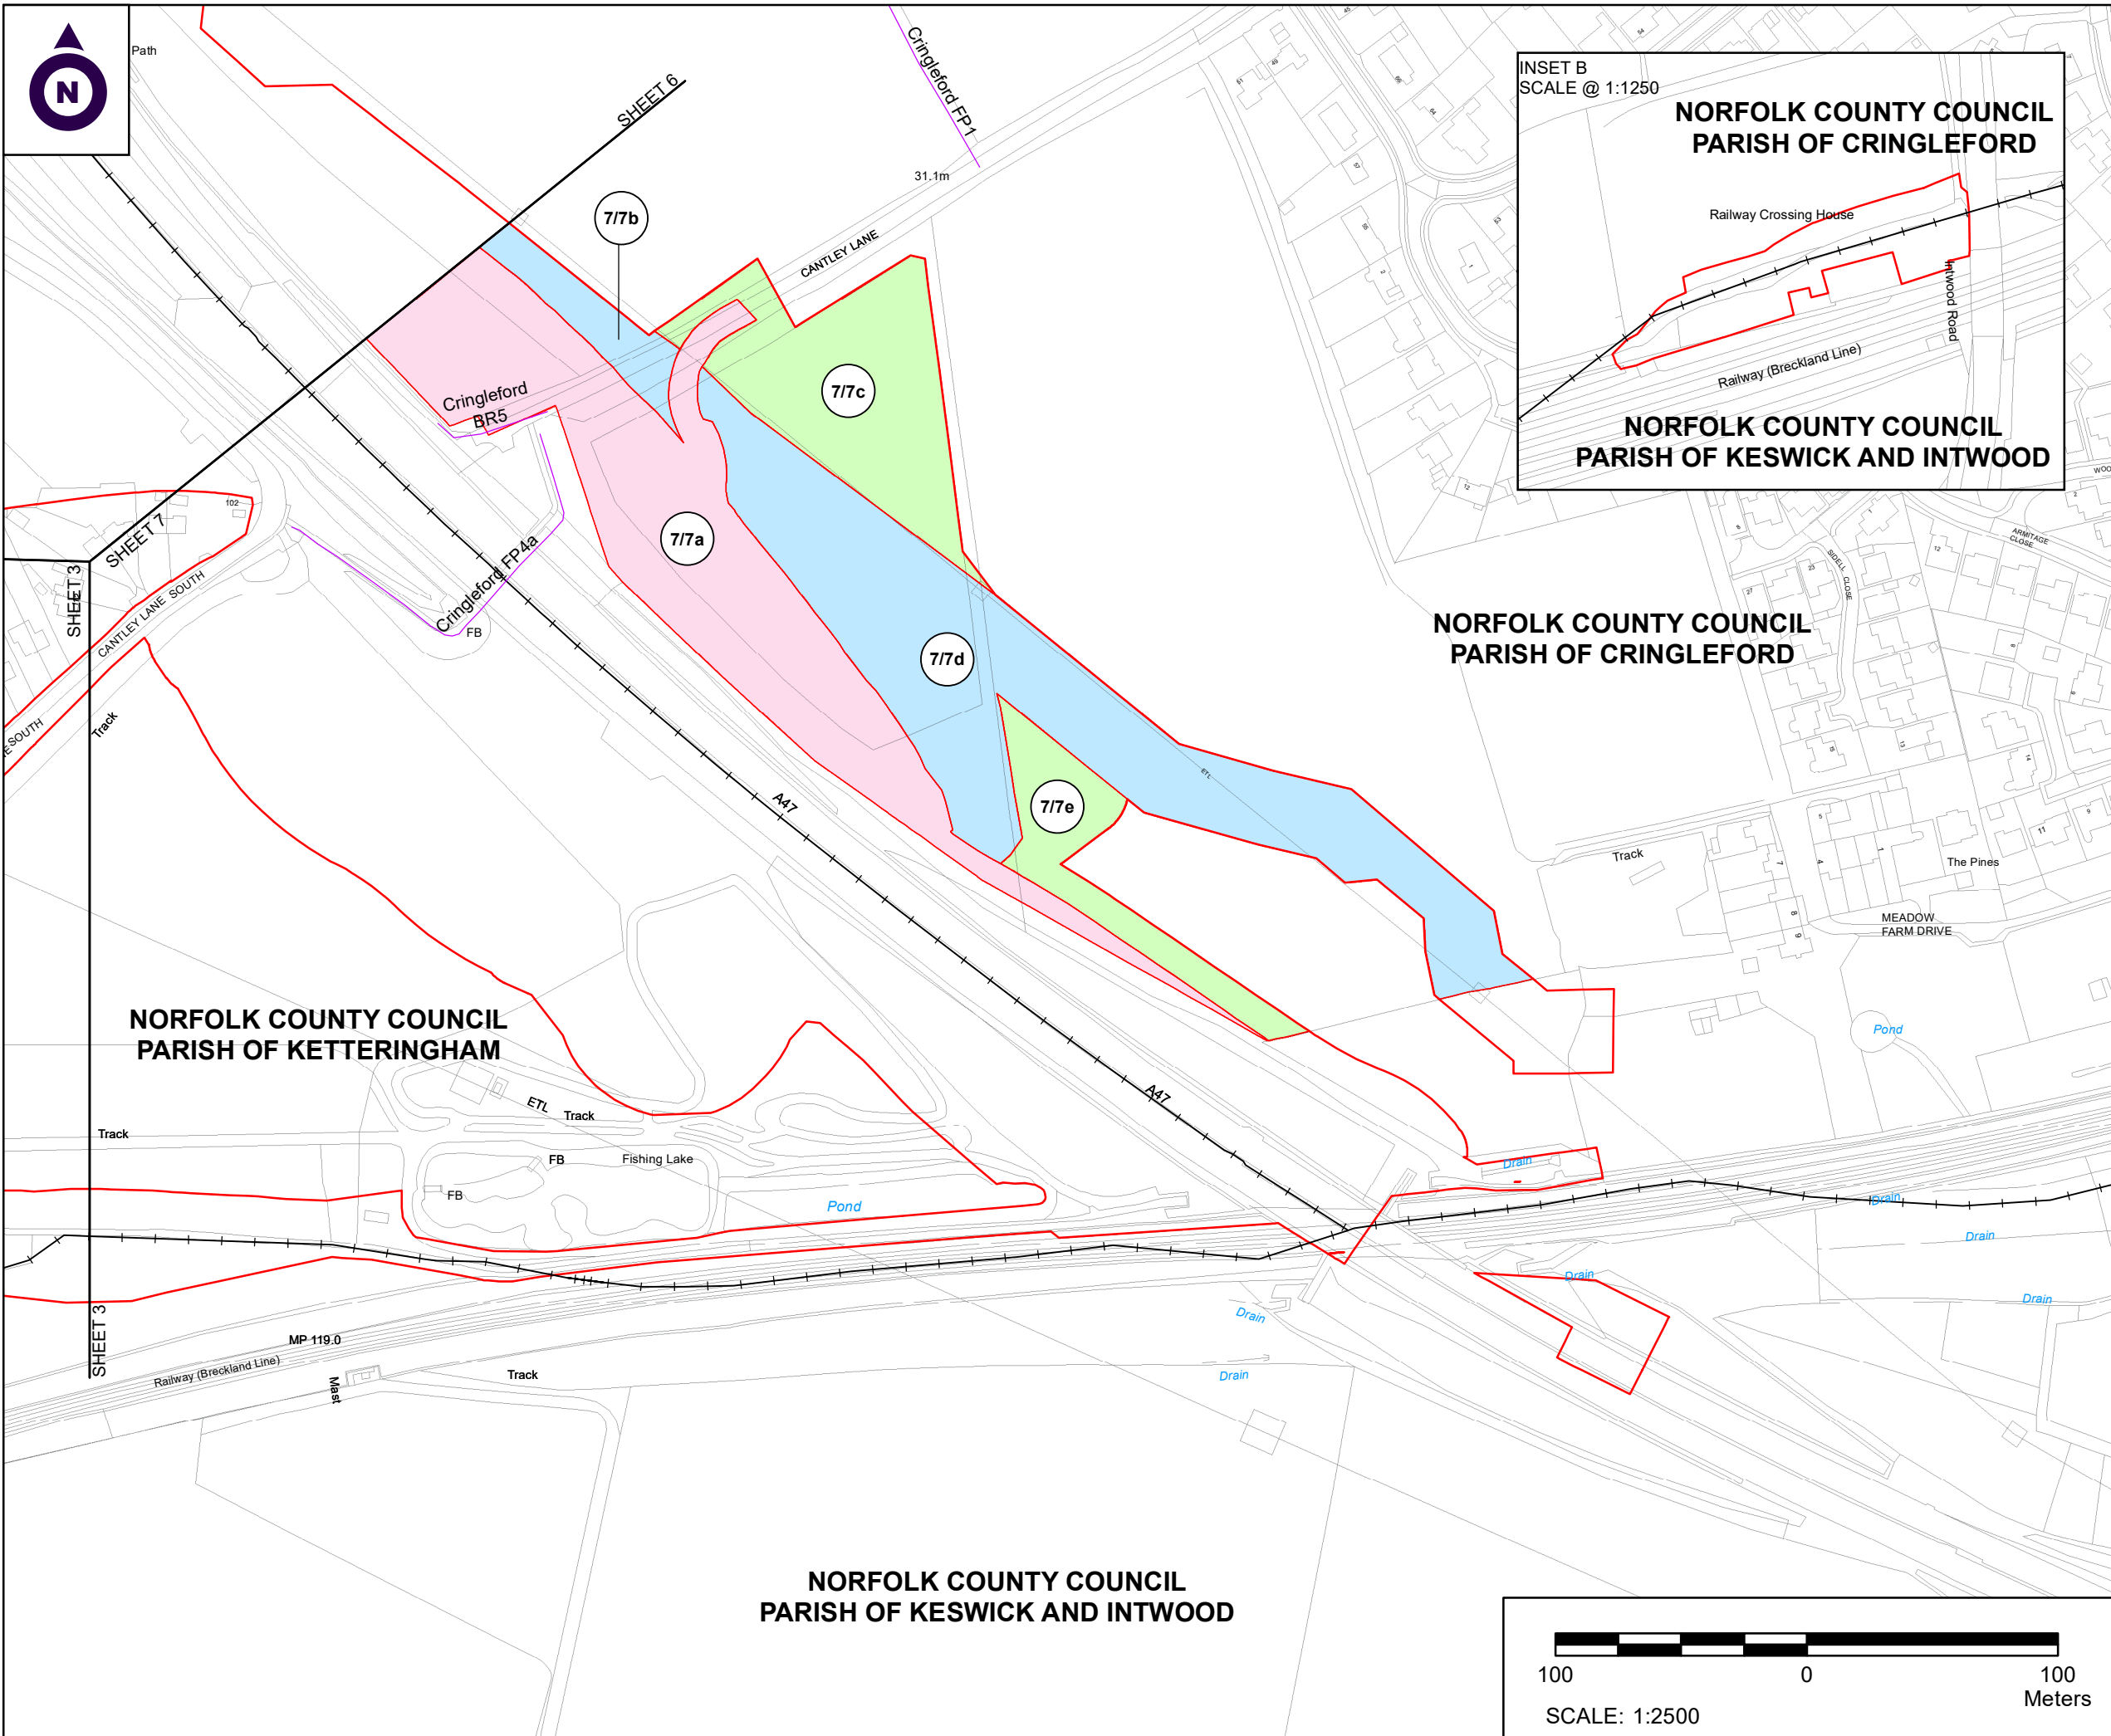 N
Path
SHEET 6
Cringleford FP1
31.1m
7/7b
CANTLEY LANE
INSET B
SCALE @ 1:1250
NORFOLK COUNTY COUNCIL
PARISH OF CRINGLEFORD
Railway Crossing House
Intwood Road
Railway (Breckland Line)
NORFOLK COUNTY COUNCIL
PARISH OF KESWICK AND INTWOOD
7/7c
Cringleford
BR5
7/7a
102
SHEET 7
SHEET 3
CANTLEY LANE SOUTH
SOUTH
Track
Cringleford FP4a
FB
7/7d
NORFOLK COUNTY COUNCIL
PARISH OF CRINGLEFORD
ARMITAGE
CLOSE
SIDELL CLOSE
ETL
7/7e
A47
Track
The Pines
MEADOW
FARM DRIVE
Pond
NORFOLK COUNTY COUNCIL
PARISH OF KETTERINGHAM
ETL
Track
Track
A47
FB
Fishing Lake
FB
Pond
Drain
Drain
Drain
Drain
Drain
Drain
Drain
SHEET 3
MP 119.0
Railway (Breckland Line)
Mast
Track
NORFOLK COUNTY COUNCIL
PARISH OF KESWICK AND INTWOOD
100
0
100
Meters
SCALE: 1:2500